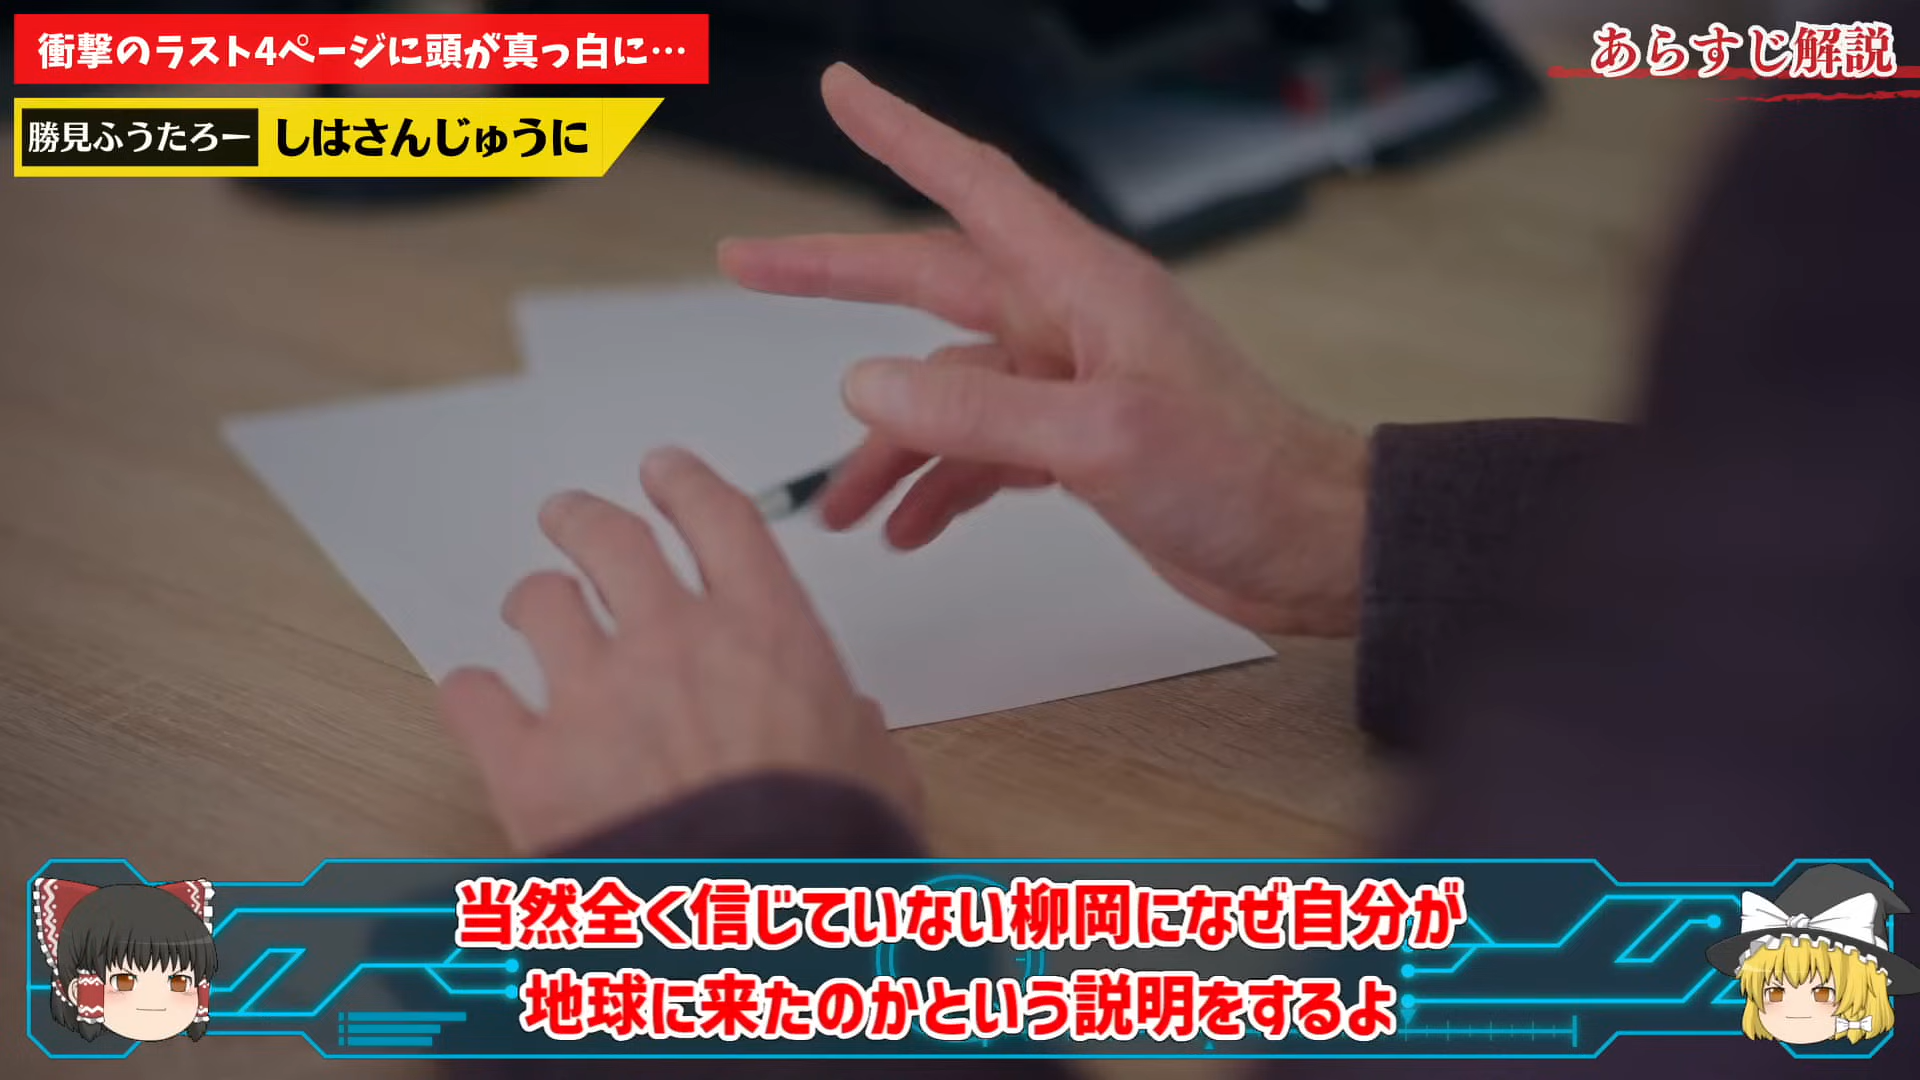 衝撃のラスト4ページに頭が真っ白に…
あらすじ解説
勝見ふうたろー しはさんじゅうに
当然全く信じていない柳岡になぜ自分が
地球に来たのかという説明をするよ